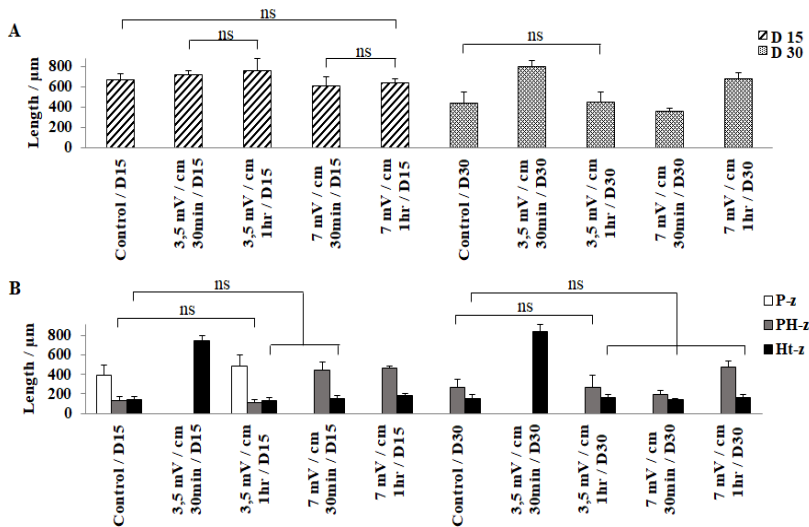 A
ns
ns
ns
ns
D 15
D 30
Length / µm
800
600
400
200
0
Control / D15
3,5 mV / cm
30min / D15
3,5 mV / cm
1hr / D15
7 mV / cm
30min / D15
7 mV / cm
1hr / D15
Control / D30
3,5 mV / cm
30min / D30
3,5 mV / cm
1hr / D30
7 mV / cm
30min / D30
7 mV / cm
1hr / D30
B
ns
ns
ns
ns
P-z
PH-z
Ht-z
Length / µm
800
600
400
200
0
Control / D15
3,5 mV / cm
30min / D15
3,5 mV / cm
1hr / D15
7 mV / cm
30min / D15
7 mV / cm
1hr / D15
Control / D30
3,5 mV / cm
30min / D30
3,5 mV / cm
1hr / D30
7 mV / cm
30min / D30
7 mV / cm
1hr / D30